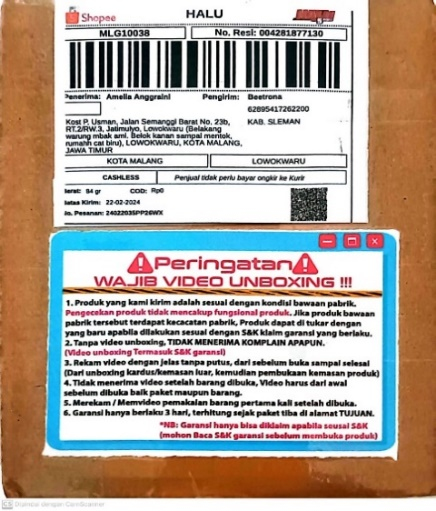 Shopee
HALU
MLG10038
No. Resi: 004281877130
Penerima: Amelia Anggraini
Pengirim: Beetrona
62895417262200
Kost P. Usman, Jalan Semanggi Barat No. 23b,
KAB. SLEMAN
RT.2/RW.3, Jatimulyo, Lowokwaru (Belakang
warung mbak ami. Belok kanan sampai mentok,
rumahh cat biru), LOWOKWARU, KOTA MALANG,
JAWA TIMUR
KOTA MALANG
LOWOKWARU
CASHLESS
Penjual tidak perlu bayar ongkir ke Kurir
Berat: 94 gr
COD: Rp0
Batas Kirim: 22-02-2024
No. Pesanan: 24022035PP26WX
Peringatan
WAJIB VIDEO UNBOXING !!!
1. Produk yang kami kirim adalah sesuai dengan kondisi bawaan pabrik.
Pengecekan produk tidak mencakup fungsional produk. Jika produk bawaan
pabrik tersebut terdapat kecacatan pabrik, Produk dapat di tukar dengan
yang baru apabila dilakukan sesuai dengan S&K klaim garansi yang berlaku.
2. Tanpa video unboxing, TIDAK MENERIMA KOMPLAIN APAPUN.
(Video unboxing Termasuk S&K garansi)
3. Rekam video dengan jelas tanpa putus, dari sebelum buka sampai selesai
(Dari unboxing kardus/kemasan luar, kemudian pembukaan kemasan produk)
4. Tidak menerima video setelah barang dibuka, Video harus dari awal
sebelum dibuka baik paket maupun barang.
5. Merekam / Memvideo pemakaian barang pertama kali setelah dibuka.
6. Garansi hanya berlaku 3 hari, terhitung sejak paket tiba di alamat TUJUAN.
*NB: Garansi hanya bisa diklaim apabila seusai S&K
(mohon Baca S&K garansi sebelum membuka produk)
CS Dipindai dengan CamScanner